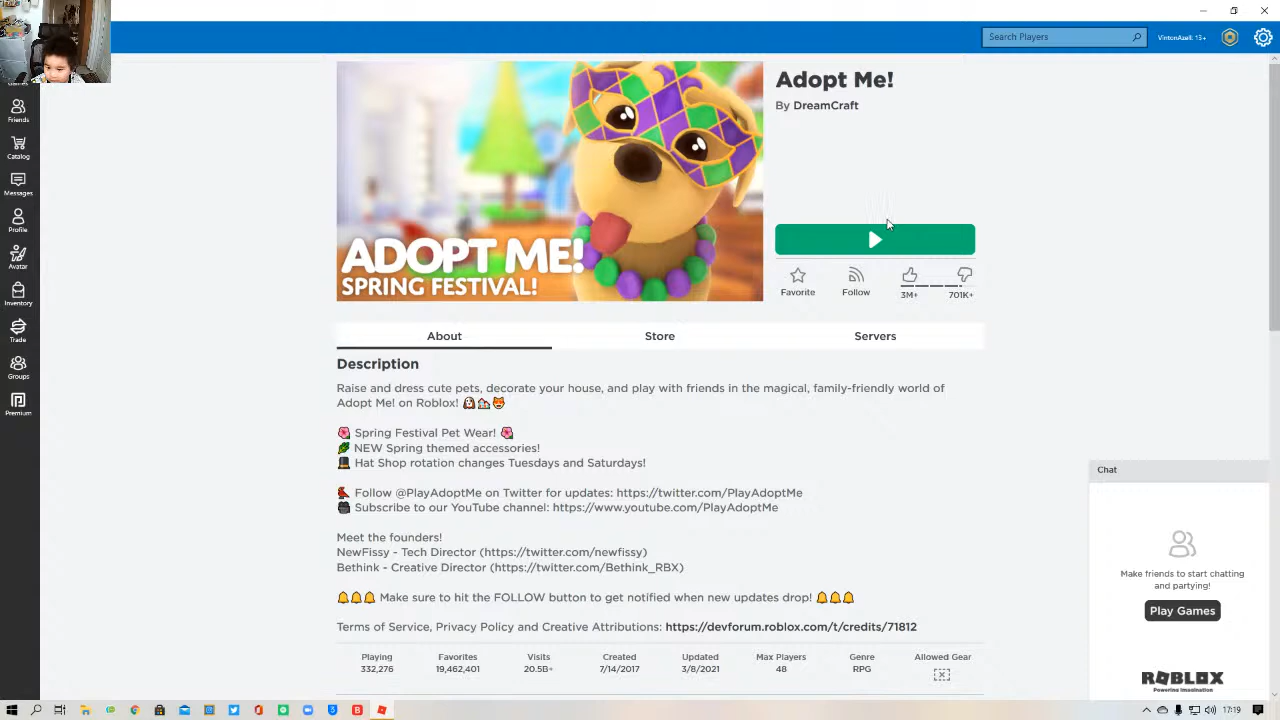 Search Players
VintonAzell: 13+
Friends
Catalog
Messages
Profile
Avatar
Inventory
Trade
Groups
Premium
ADOPT ME!
SPRING FESTIVAL!
Adopt Me!
By DreamCraft
Favorite
Follow
3M+
701K+
About
Store
Servers
Description
Raise and dress cute pets, decorate your house, and play with friends in the magical, family-friendly world of
Adopt Me! on Roblox! 🐶🏘️🦊
🌸 Spring Festival Pet Wear! 🌸
🌿 NEW Spring themed accessories!
🎩 Hat Shop rotation changes Tuesdays and Saturdays!
Follow @PlayAdoptMe on Twitter for updates: https://twitter.com/PlayAdoptMe
Subscribe to our YouTube channel: https://www.youtube.com/PlayAdoptMe
Meet the founders!
NewFissy - Tech Director (https://twitter.com/newfissy)
Bethink - Creative Director (https://twitter.com/Bethink_RBX)
🔔🔔🔔 Make sure to hit the FOLLOW button to get notified when new updates drop! 🔔🔔🔔
Terms of Service, Privacy Policy and Creative Attributions: https://devforum.roblox.com/t/credits/71812
Playing
Favorites
Visits
Created
Updated
Max Players
Genre
Allowed Gear
332,276
19,462,401
20.5B+
7/14/2017
3/8/2021
48
RPG
Chat
Make friends to start chatting
and partying!
Play Games
ROBLOX
Powering Imagination
17:19